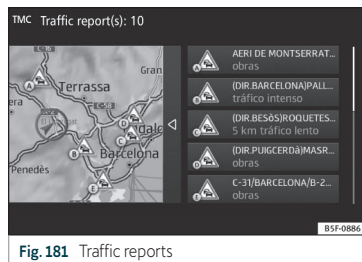 TMC Traffic report(s): 10
Gran
Terrassa
C-58
Barcelona
Penedès
A
B
C
D
E
A
AERI DE MONTSERRAT...
obras
B
(DIR.BARCELONA)PALL...
tráfico intenso
C
(DIR.BESòS)ROQUETES...
5 km tráfico lento
D
(DIR.PUIGCERDà)MASR...
obras
E
C-31/BARCELONA/B-2...
obras
B5F-0886
Fig. 181 Traffic reports